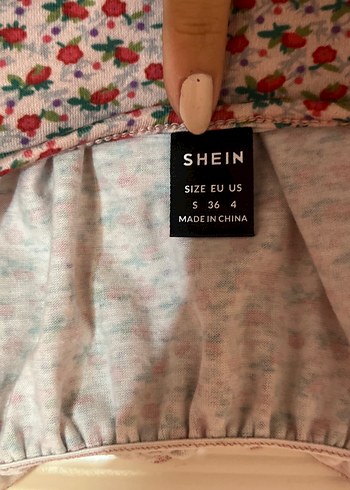 SHEIN
SIZE EU US
S 36 4
MADE IN CHINA